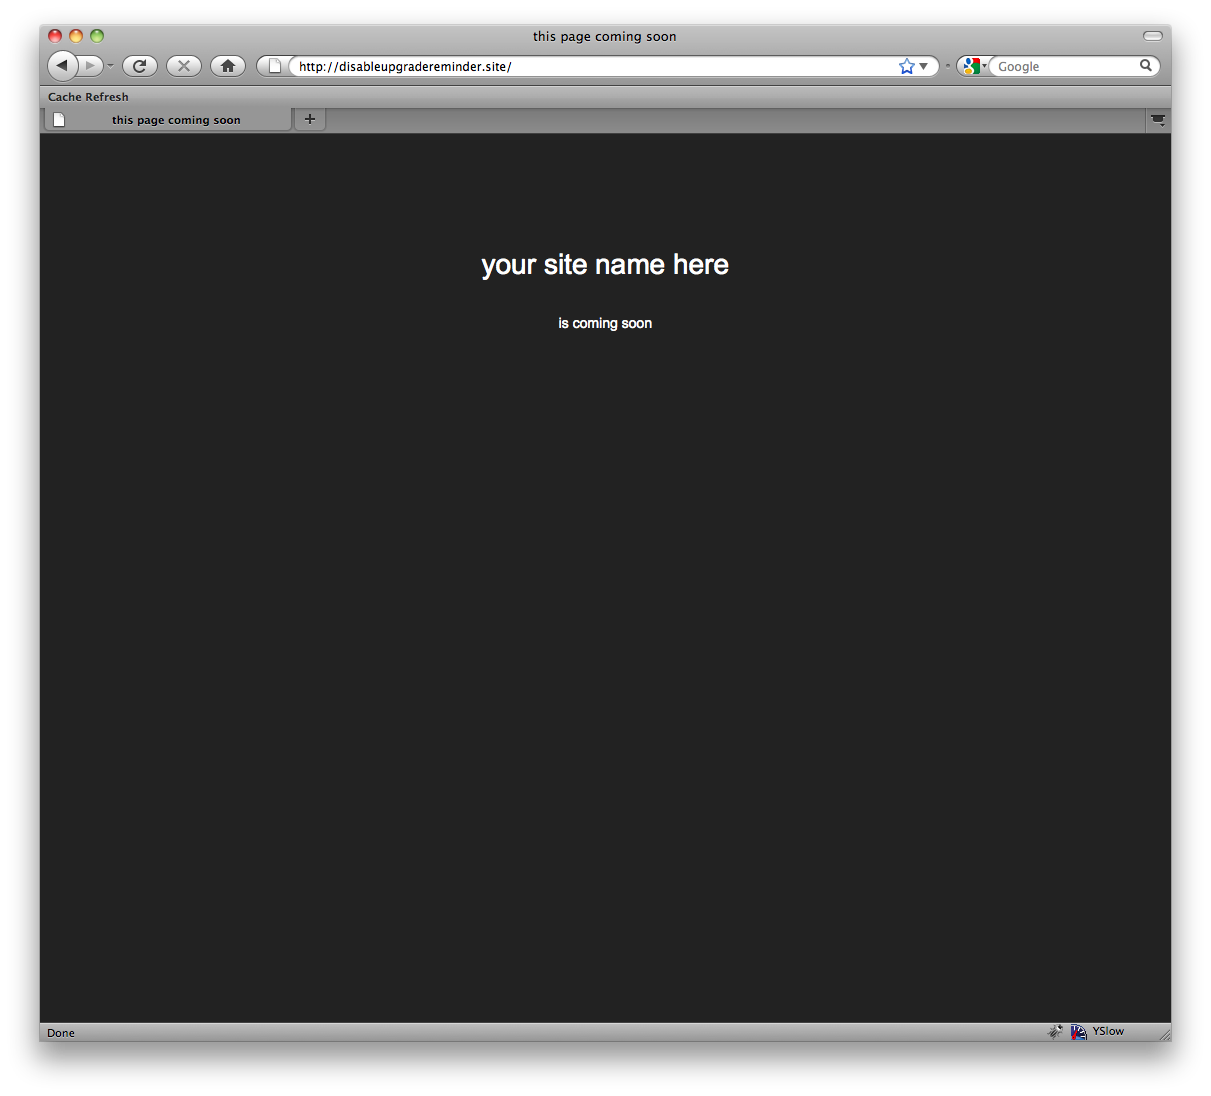 this page coming soon
http://disableupgradereminder.site/
Google
Cache Refresh
this page coming soon
your site name here
is coming soon
Done
YSlow